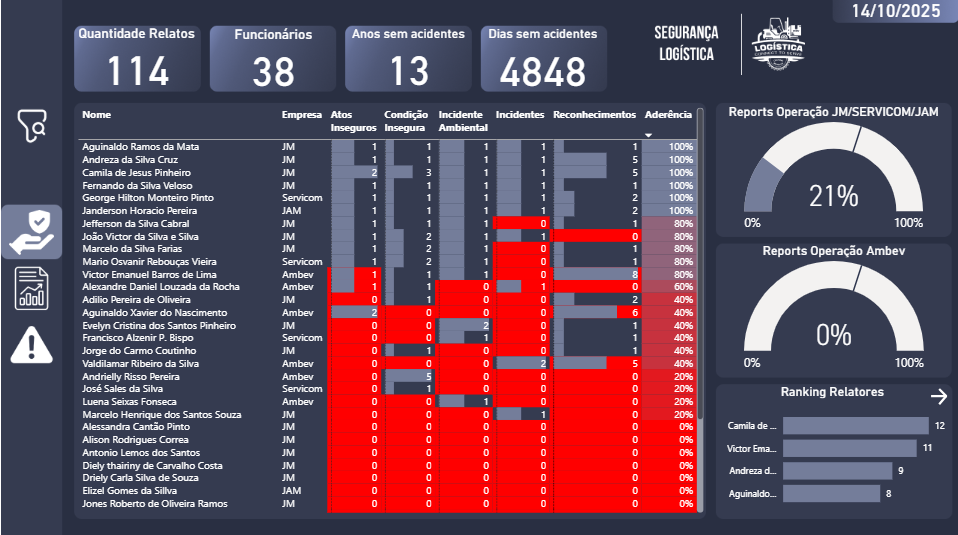 14/10/2025
Quantidade Relatos
114
Funcionários
38
Anos sem acidentes
13
Dias sem acidentes
4848
SEGURANÇA
LOGÍSTICA
LOGÍSTICA
CONNECT TO SERVE
Nome Empresa Atos Inseguros Condição Insegura Incidente Ambiental Incidentes Reconhecimentos Aderência
Aguinaldo Ramos da Mata JM 1 1 1 1 1 100%
Andreza da Silva Cruz JM 1 1 1 1 5 100%
Camila de Jesus Pinheiro JM 2 3 1 1 5 100%
Fernando da Silva Veloso JM 1 1 1 1 1 100%
George Hilton Monteiro Pinto Servicom 1 1 1 1 2 100%
Janderson Horacio Pereira JAM 1 1 1 1 2 100%
Jefferson da Silva Cabral JM 1 1 1 0 1 80%
João Victor da Silva e Silva JM 1 2 1 1 0 80%
Marcelo da Silva Farias JM 1 2 1 0 1 80%
Mario Osvanir Rebouças Vieira Servicom 1 2 1 0 1 80%
Victor Emanuel Barros de Lima Ambev 1 1 1 0 8 80%
Alexandre Daniel Louzada da Rocha Ambev 1 1 0 1 0 60%
Adilio Pereira de Oliveira JM 0 1 0 0 2 40%
Aguinaldo Xavier do Nascimento Ambev 2 0 0 0 6 40%
Evelyn Cristina dos Santos Pinheiro JM 0 0 2 0 1 40%
Francisco Alzenir P. Bispo Servicom 0 0 1 0 1 40%
Jorge do Carmo Coutinho JM 0 1 0 0 1 40%
Valdilamar Ribeiro da Silva Ambev 0 0 0 2 5 40%
Andrielly Risso Pereira Ambev 0 5 0 0 0 20%
José Sales da Silva Servicom 0 1 0 0 0 20%
Luena Seixas Fonseca Ambev 0 0 1 0 0 20%
Marcelo Henrique dos Santos Souza JM 0 0 0 1 0 20%
Alessandra Cantão Pinto JM 0 0 0 0 0 0%
Alison Rodrigues Correa JM 0 0 0 0 0 0%
Antonio Lemos dos Santos JM 0 0 0 0 0 0%
Diely thairiny de Carvalho Costa JM 0 0 0 0 0 0%
Driely Carla Silva de Souza JM 0 0 0 0 0 0%
Elizel Gomes da Sillva JAM 0 0 0 0 0 0%
Jones Roberto de Oliveira Ramos JM 0 0 0 0 0 0%
Reports Operação JM/SERVICOM/JAM
21%
0% 100%
Reports Operação Ambev
0%
0% 100%
Ranking Relatores
Camila de ... 12
Victor Ema... 11
Andreza d... 9
Aguinaldo... 8